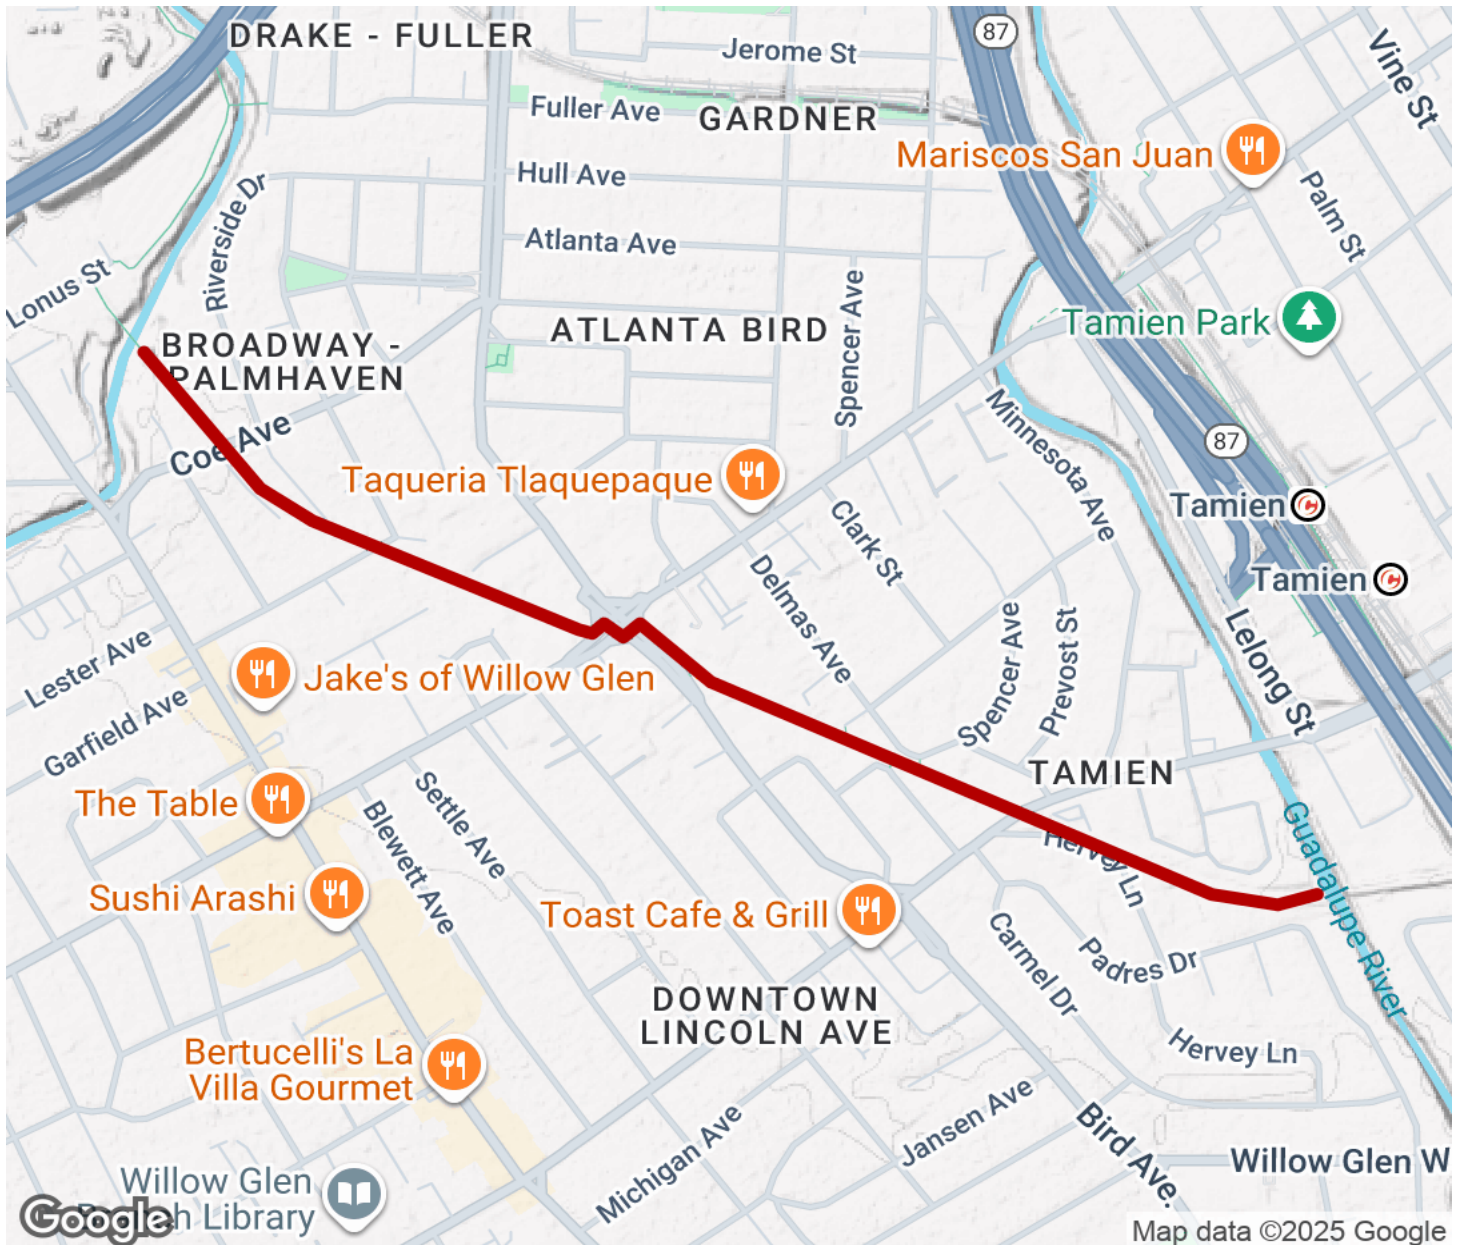 DRAKE - FULLER
87
Jerome St
Vine St
Fuller Ave
GARDNER
Mariscos San Juan
Hull Ave
Palm St
Riverside Dr
Atlanta Ave
Lonus St
Spencer Ave
Tamien Park
ATLANTA BIRD
BROADWAY -
PALMHAVEN
Coe Ave
Minnesota Ave
87
Taqueria Tlaquepaque
Clark St
Tamien
Tamien
Delmas Ave
Spencer Ave
Prevost St
Lelong St
Lester Ave
Jake's of Willow Glen
Garfield Ave
TAMIEN
The Table
Settle Ave
Blewett Ave
Hervey Ln
Guadalupe River
Sushi Arashi
Toast Cafe & Grill
Carmel Dr
Padres Dr
DOWNTOWN
LINCOLN AVE
Hervey Ln
Bertucelli's La
Villa Gourmet
Jansen Ave
Bird Ave.
Michigan Ave
Willow Glen W
Willow Glen
Branch Library
Google
Map data ©2025 Google